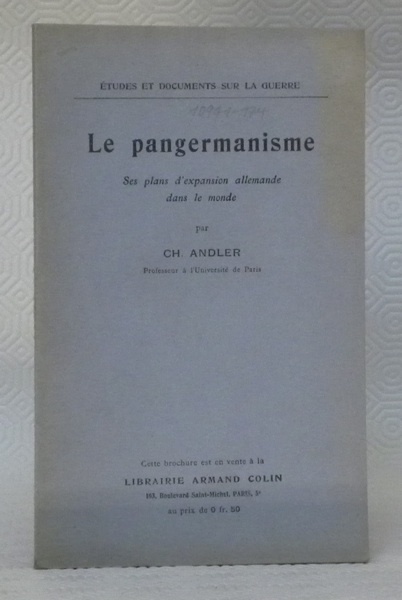 ÉTUDES ET DOCUMENTS SUR LA GUERRE
Le pangermanisme
Ses plans d'expansion allemande
dans le monde
par
CH. ANDLER
Professeur à l'Université de Paris
Cette brochure est en vente à la
LIBRAIRIE ARMAND COLIN
103, Boulevard Saint-Michel, PARIS, 5e
au prix de 0 fr. 50